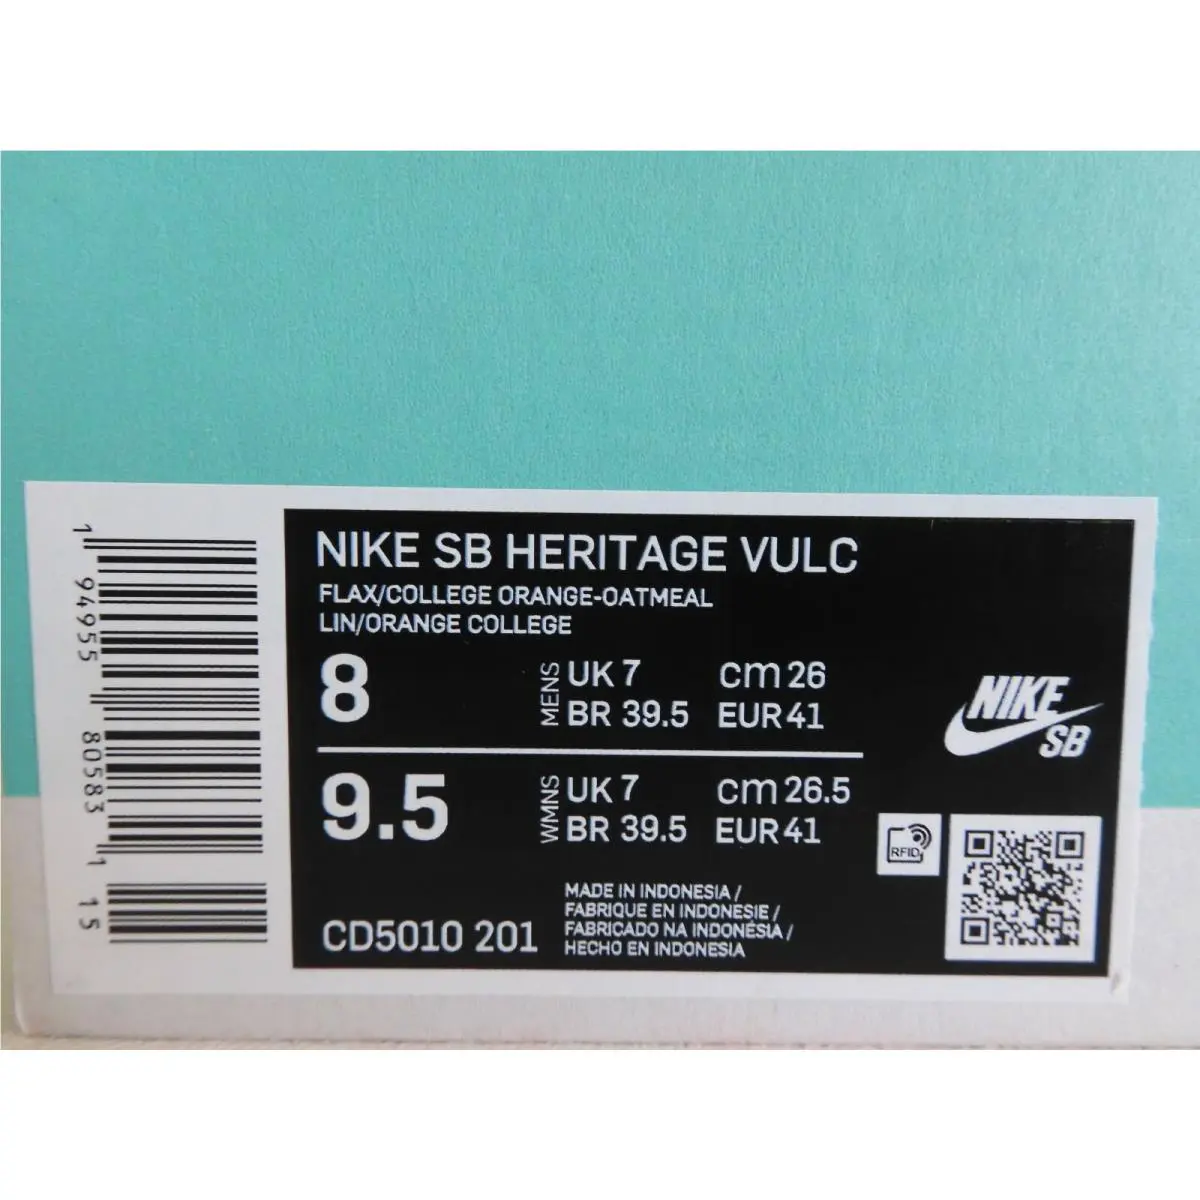 NIKE SB HERITAGE VULC
FLAX/COLLEGE ORANGE-OATMEAL
LIN/ORANGE COLLEGE
8 MENS UK 7 cm 26
BR 39.5 EUR 41
9.5 WMNS UK 7 cm 26.5
BR 39.5 EUR 41
NIKE
SB
RFID
CD5010 201
MADE IN INDONESIA /
FABRIQUE EN INDONESIE /
FABRICADO NA INDONÉSIA /
HECHO EN INDONESIA
1 94955 80583 1 15